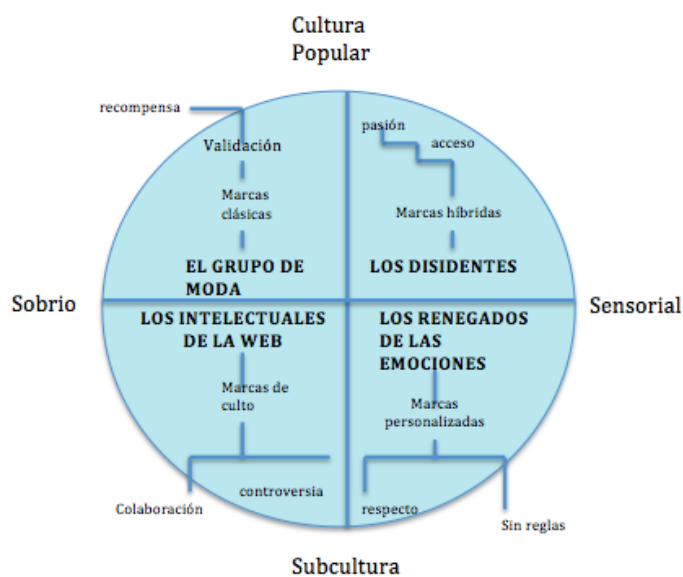 Cultura
Popular
recompensa
Validación
Marcas
clásicas
EL GRUPO DE
MODA
pasión
acceso
Marcas híbridas
LOS DISIDENTES
Sobrio
Sensorial
LOS INTELECTUALES
DE LA WEB
Marcas de
culto
Colaboración
controversia
LOS RENEGADOS
DE LAS
EMOCIONES
Marcas
personalizadas
respecto
Sin reglas
Subcultura